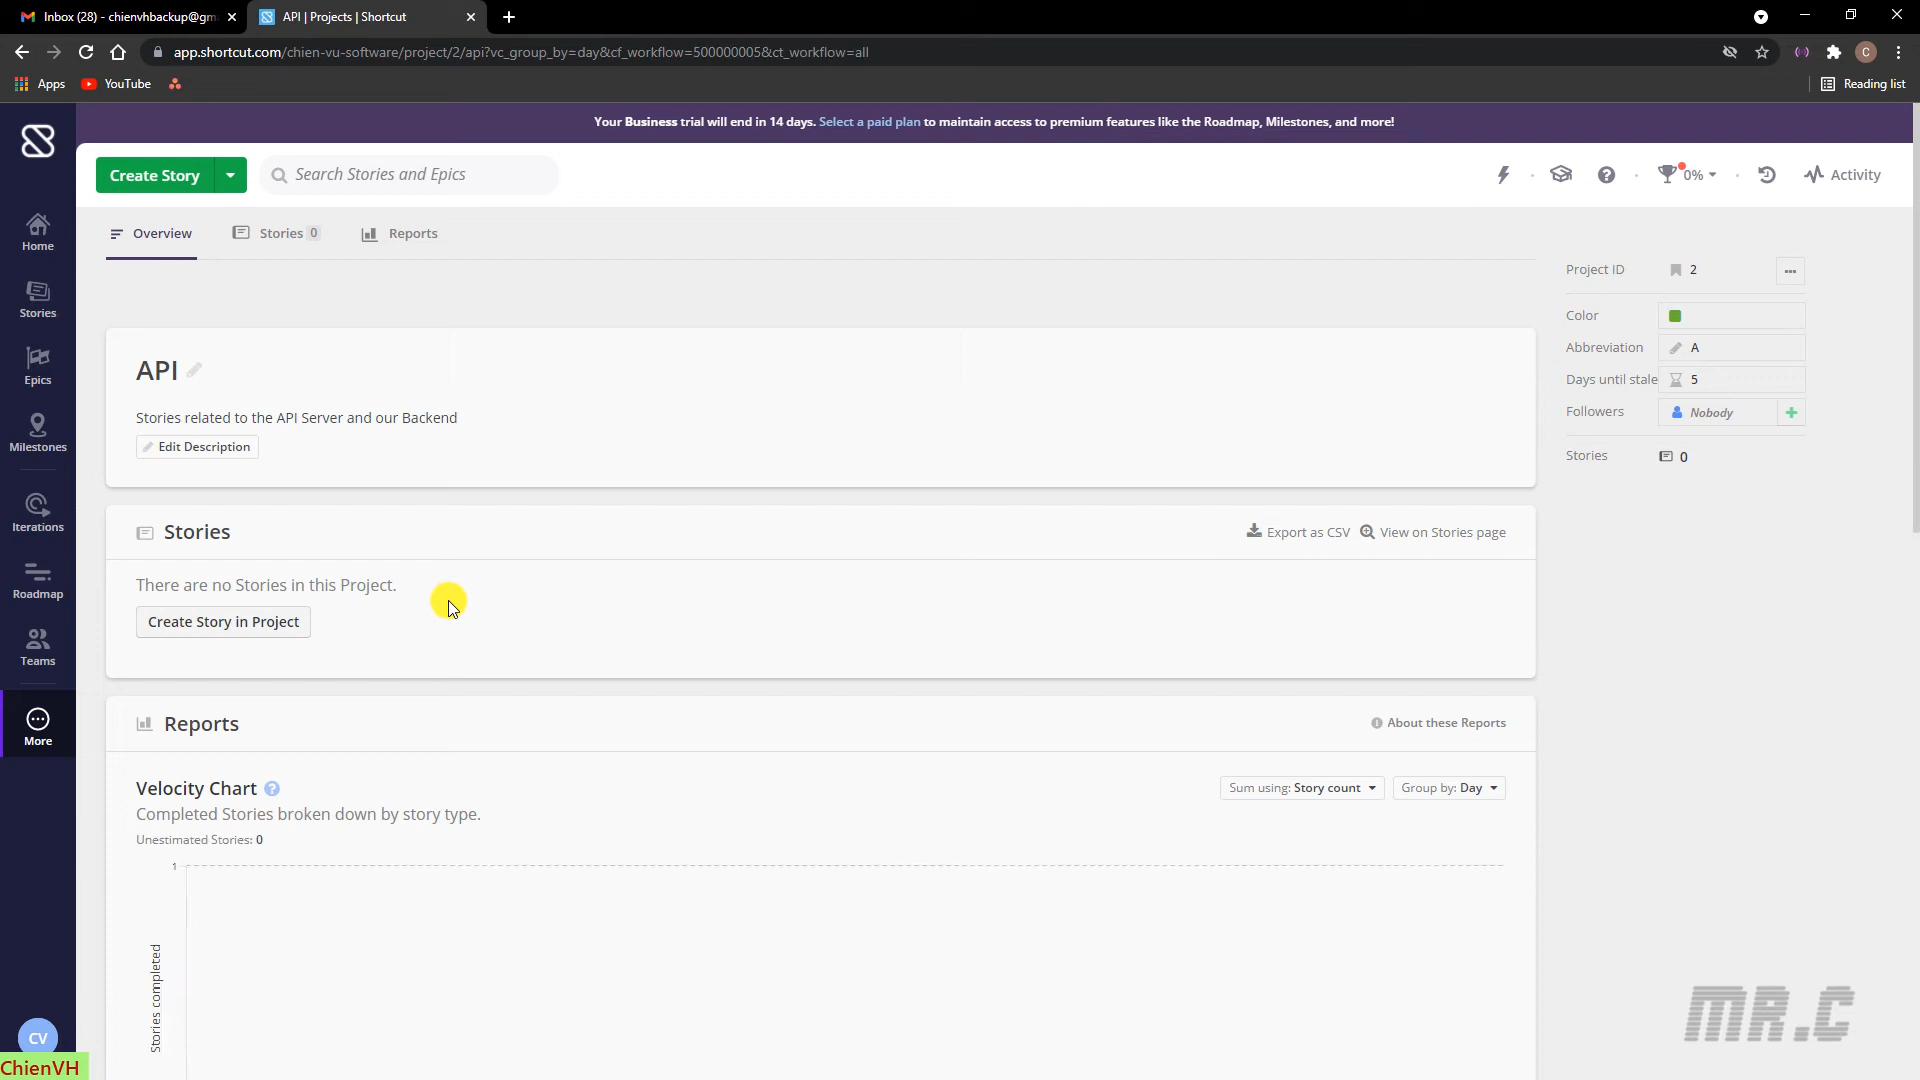 Inbox (28) - chienvhbackup@gm
API | Projects | Shortcut
app.shortcut.com/chien-vu-software/project/2/api?vc_group_by=day&cf_workflow=500000005&ct_workflow=all
Apps
YouTube
Reading list
C
Your Business trial will end in 14 days. Select a paid plan to maintain access to premium features like the Roadmap, Milestones, and more!
Create Story
Search Stories and Epics
0%
Activity
Home
Stories
Epics
Milestones
Iterations
Roadmap
Teams
More
CV
ChienVH
Overview
Stories 0
Reports
API
Stories related to the API Server and our Backend
Edit Description
Stories
Export as CSV
View on Stories page
There are no Stories in this Project.
Create Story in Project
Reports
About these Reports
Velocity Chart ?
Completed Stories broken down by story type.
Unestimated Stories: 0
Sum using: Story count
Group by: Day
1
Stories completed
Project ID 2
Color
Abbreviation A
Days until stale 5
Followers Nobody
Stories 0
MR.C